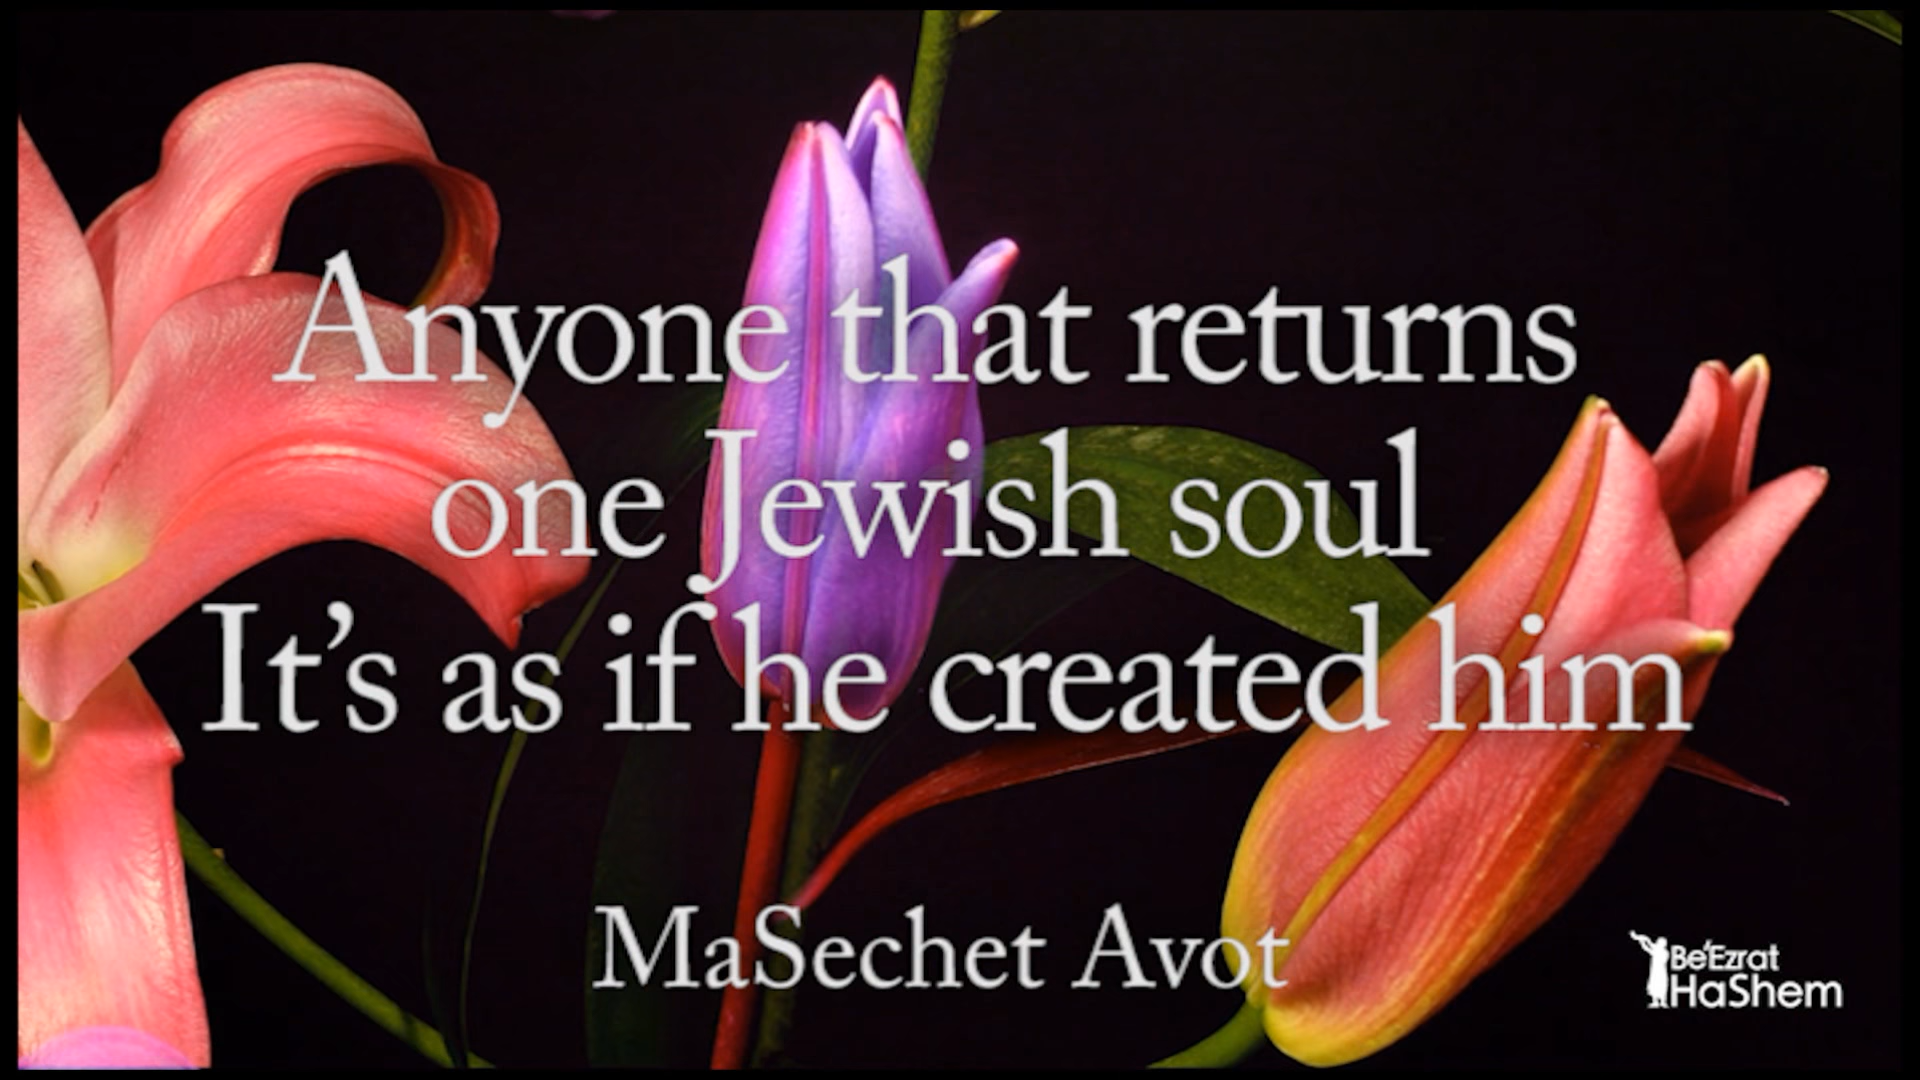 Anyone that returns
one Jewish soul
It's as if he created him
MaSechet Avot
Be'Ezrat
HaShem